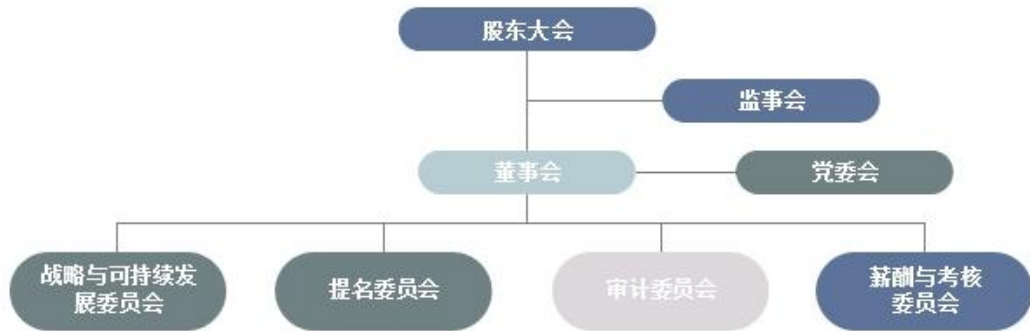 股东大会
监事会
董事会
党委会
战略与可持续发
展委员会
提名委员会
审计委员会
薪酬与考核
委员会